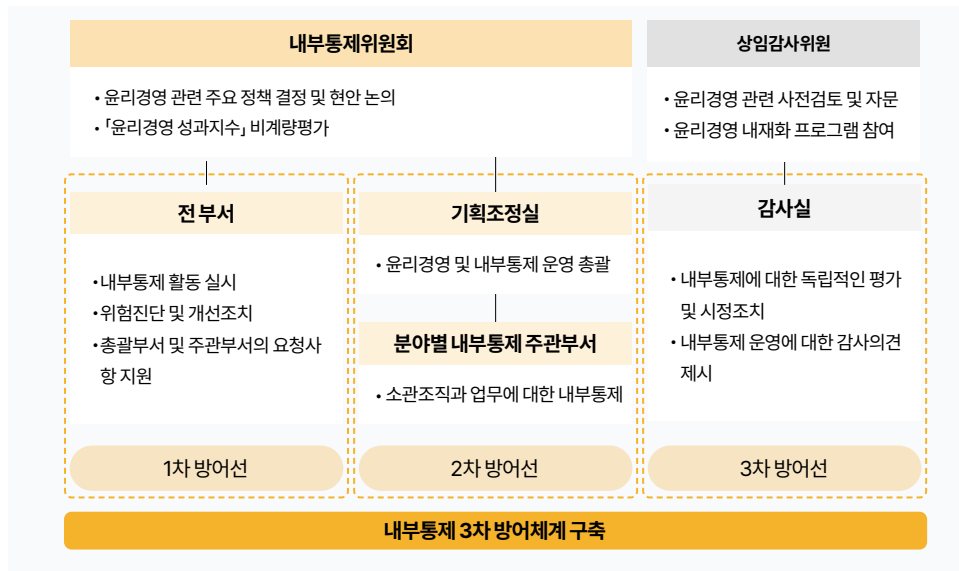 내부통제위원회
• 윤리경영 관련 주요 정책 결정 및 현안 논의
• 「윤리경영 성과지수」 비계량평가
상임감사위원
• 윤리경영 관련 사전검토 및 자문
• 윤리경영 내재화 프로그램 참여
전 부서
• 내부통제 활동 실시
• 위험진단 및 개선조치
• 총괄부서 및 주관부서의 요청사
항 지원
1차 방어선
기획조정실
• 윤리경영 및 내부통제 운영 총괄
분야별 내부통제 주관부서
• 소관조직과 업무에 대한 내부통제
2차 방어선
감사실
• 내부통제에 대한 독립적인 평가
및 시정조치
• 내부통제 운영에 대한 감사의견
제시
3차 방어선
내부통제 3차 방어체계 구축